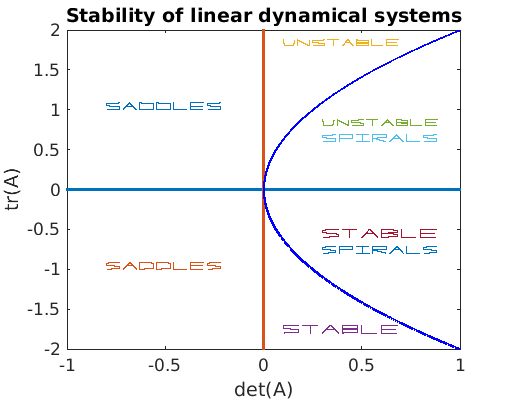 Stability of linear dynamical systems
2
UNSTABLE
1.5
SADDLES
1
UNSTABLE
SPIRALS
0.5
tr(A)
0
-0.5
STABLE
SPIRALS
SADDLES
-1
-1.5
STABLE
-2
-1
-0.5
0
0.5
1
det(A)